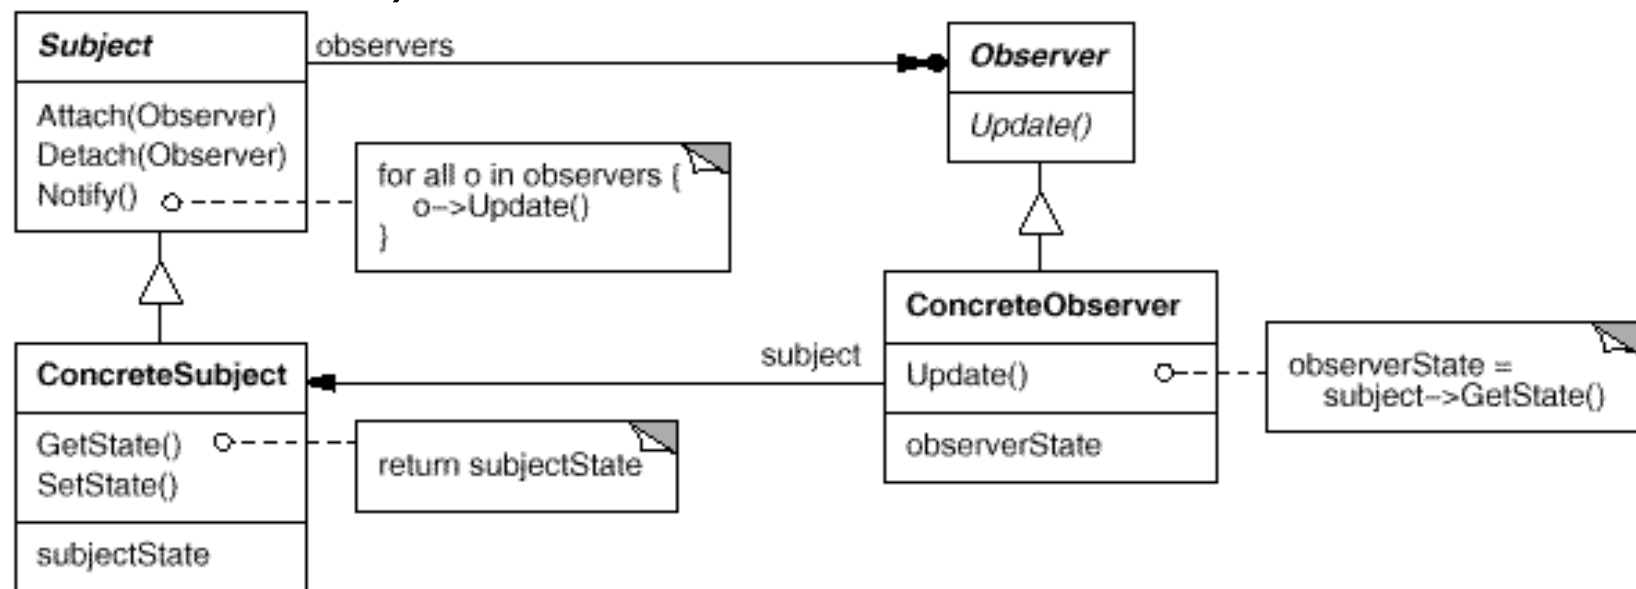 Subject
Attach(Observer)
Detach(Observer)
Notify()
observers
Observer
Update()
for all o in observers {
o->Update()
}
ConcreteSubject
GetState()
SetState()
subjectState
return subjectState
subject
ConcreteObserver
Update()
observerState
observerState =
subject->GetState()